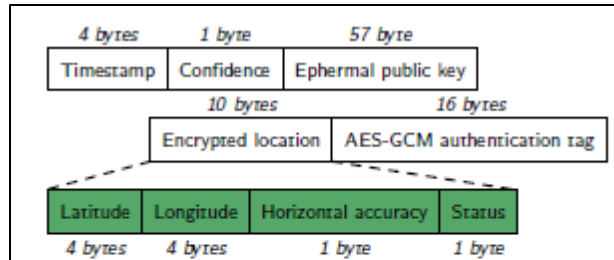 4 bytes 1 byte 57 byte
Timestamp Confidence Ephermal public key
10 bytes 16 bytes
Encrypted location AES-GCM authentication tag
Latitude Longitude Horizontal accuracy Status
4 bytes 4 bytes 1 byte 1 byte